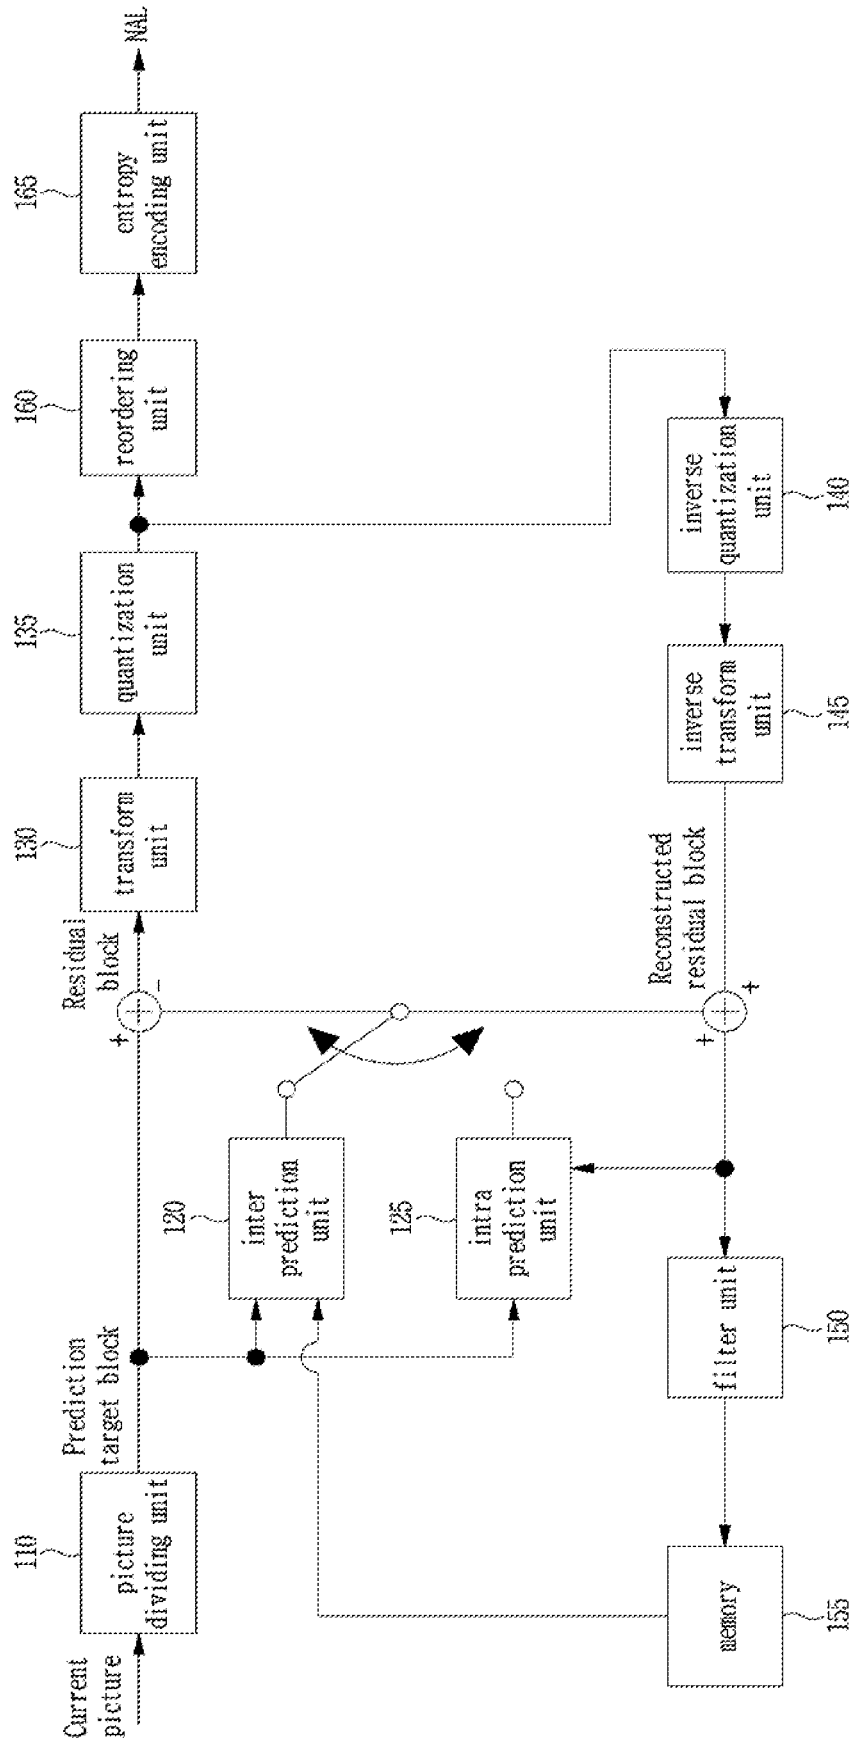 110
120
125
130
135
160
165
Current
picture
picture
dividing unit
Prediction
target block
inter
prediction
unit
intra
prediction
unit
+
-
Residual
block
transform
unit
quantization
unit
reordering
unit
entropy
encoding unit
NAL
memory
filter unit
+
+
Reconstructed
residual block
inverse
transform
unit
inverse
quantization
unit
155
150
145
140